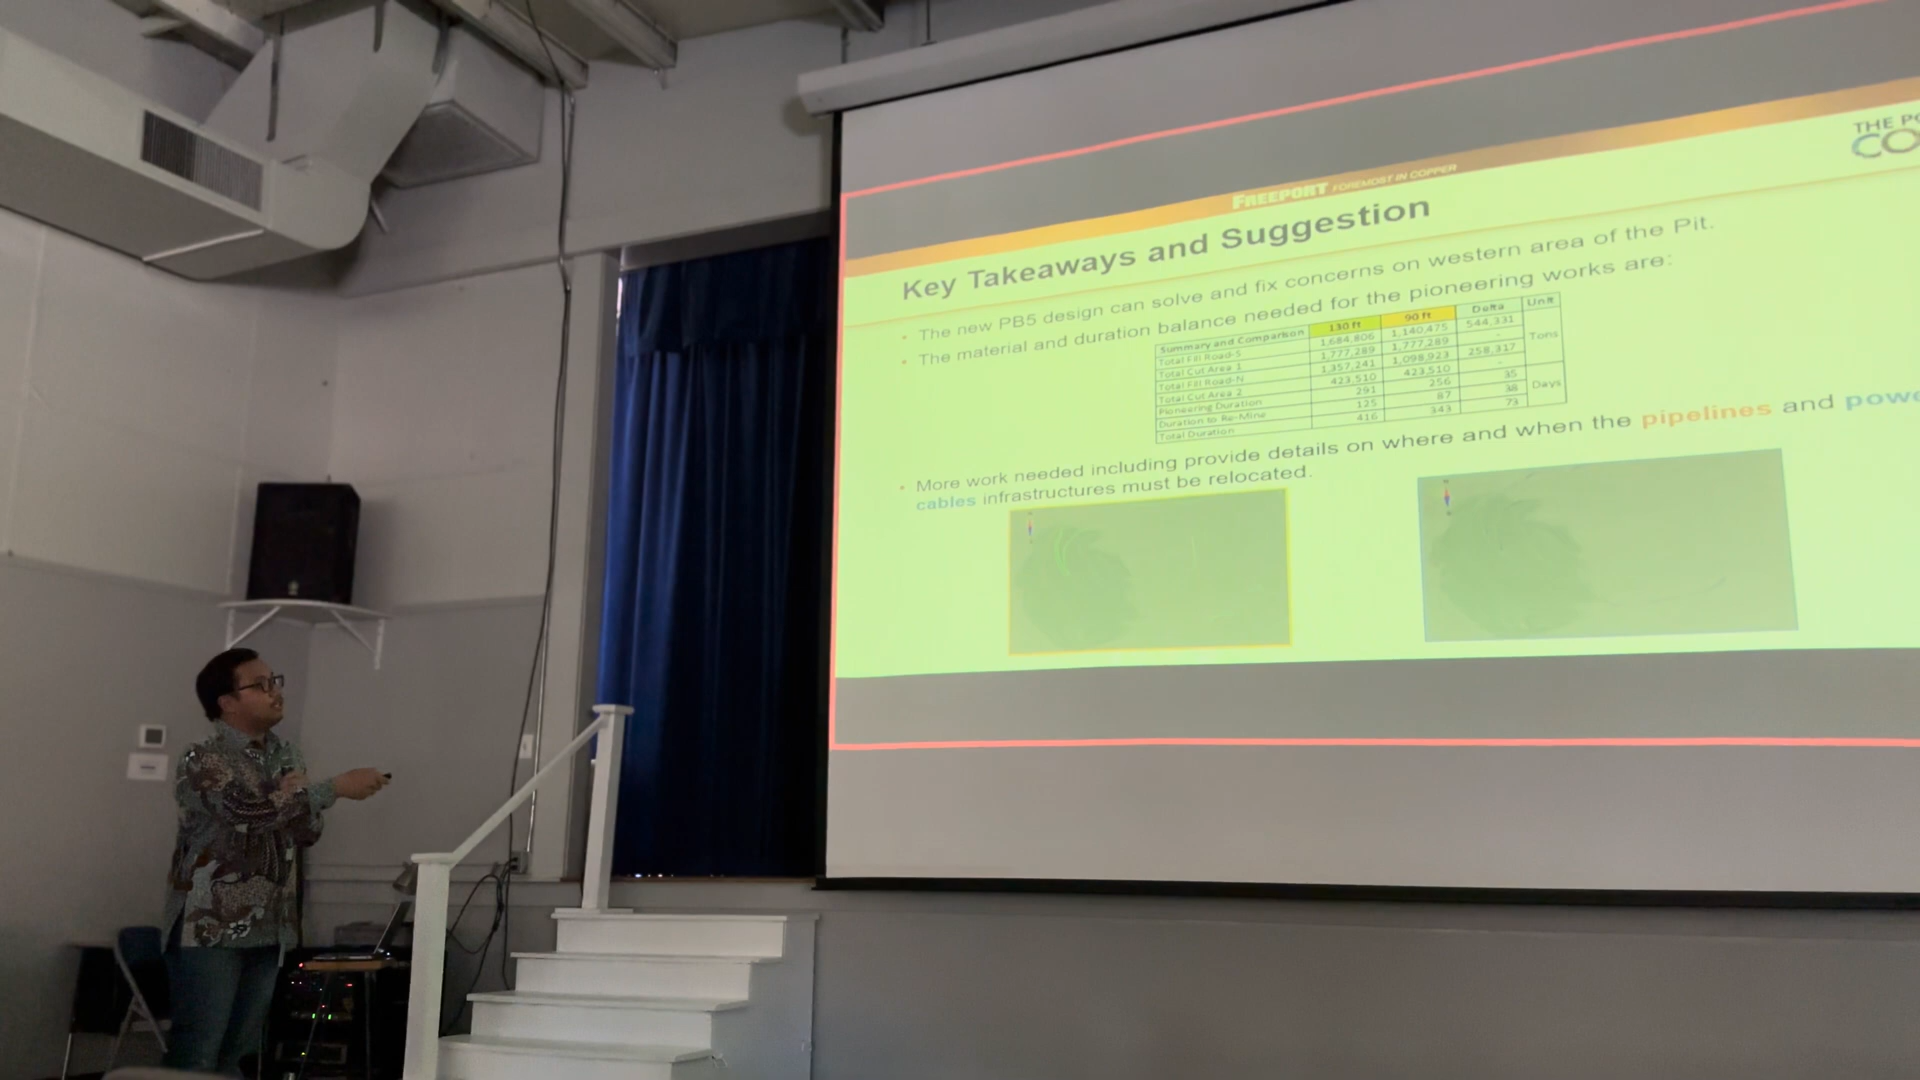 THE PO
CO
FREEPORT FOREMOST IN COPPER
Key Takeaways and Suggestion
• The new PB5 design can solve and fix concerns on western area of the Pit.
• The material and duration balance needed for the pioneering works are:
Summary and Comparison 130 ft 90 ft Delta Unit
Total Fill Road-S 1,684,806 1,140,475 544,331 Tons
Total Cut Area 1 1,777,289 1,777,289 -
Total Fill Road-N 1,357,241 1,098,923 258,317
Total Cut Area 2 423,510 423,510 -
Pioneering Duration 291 256 35 Days
Duration to Re-Mine 125 87 38
Total Duration 416 343 73
• More work needed including provide details on where and when the pipelines and powe
cables infrastructures must be relocated.